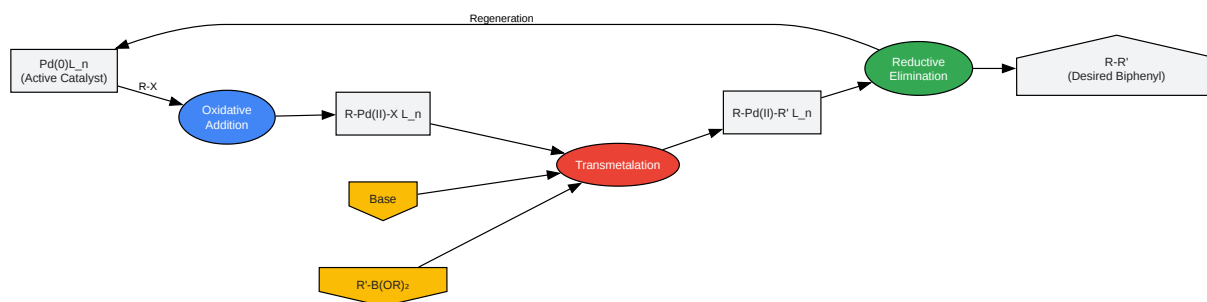 Regeneration
Pd(0)L_n
(Active Catalyst)
R-X
Oxidative
Addition
R-Pd(II)-X L_n
Base
R'-B(OR)₂
Transmetalation
R-Pd(II)-R' L_n
Reductive
Elimination
R-R'
(Desired Biphenyl)